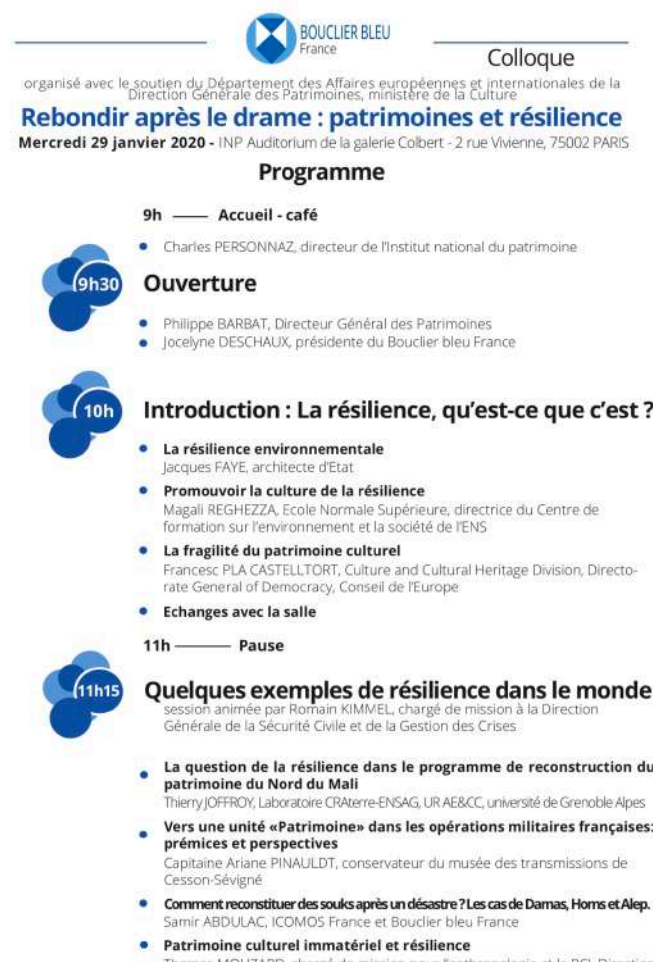 BOUCLIER BLEU
France
Colloque
organisé avec le soutien du Département des Affaires européennes et internationales de la
Direction Générale des Patrimoines, ministère de la Culture
Rebondir après le drame : patrimoines et résilience
Mercredi 29 janvier 2020 - INP Auditorium de la galerie Colbert - 2 rue Vivienne, 75002 PARIS
Programme
9h Accueil - café
Charles PERSONNAZ, directeur de l'Institut national du patrimoine
9h30 Ouverture
Philippe BARBAT, Directeur Général des Patrimoines
Jocelyne DESCHAUX, présidente du Bouclier bleu France
10h Introduction : La résilience, qu'est-ce que c'est ?
La résilience environnementale
Jacques FAYE, architecte d'Etat
Promouvoir la culture de la résilience
Magali REGHEZZA, Ecole Normale Supérieure, directrice du Centre de
formation sur l'environnement et la société de l'ENS
La fragilité du patrimoine culturel
Francesc PLA CASTELLTORT, Culture and Cultural Heritage Division, Directo-
rate General of Democracy, Conseil de l'Europe
Echanges avec la salle
11h Pause
11h15 Quelques exemples de résilience dans le monde
session animée par Romain KIMMEL, chargé de mission à la Direction
Générale de la Sécurité Civile et de la Gestion des Crises
La question de la résilience dans le programme de reconstruction du
patrimoine du Nord du Mali
Thierry JOFFROY, Laboratoire CRAterre-ENSAG, UR AE&CC, université de Grenoble Alpes
Vers une unité «Patrimoine» dans les opérations militaires françaises:
prémices et perspectives
Capitaine Ariane PINAULDT, conservateur du musée des transmissions de
Cesson-Sévigné
Comment reconstituer des souks après un désastre ? Les cas de Damas, Homs et Alep.
Samir ABDULAC, ICOMOS France et Bouclier bleu France
Patrimoine culturel immatériel et résilience